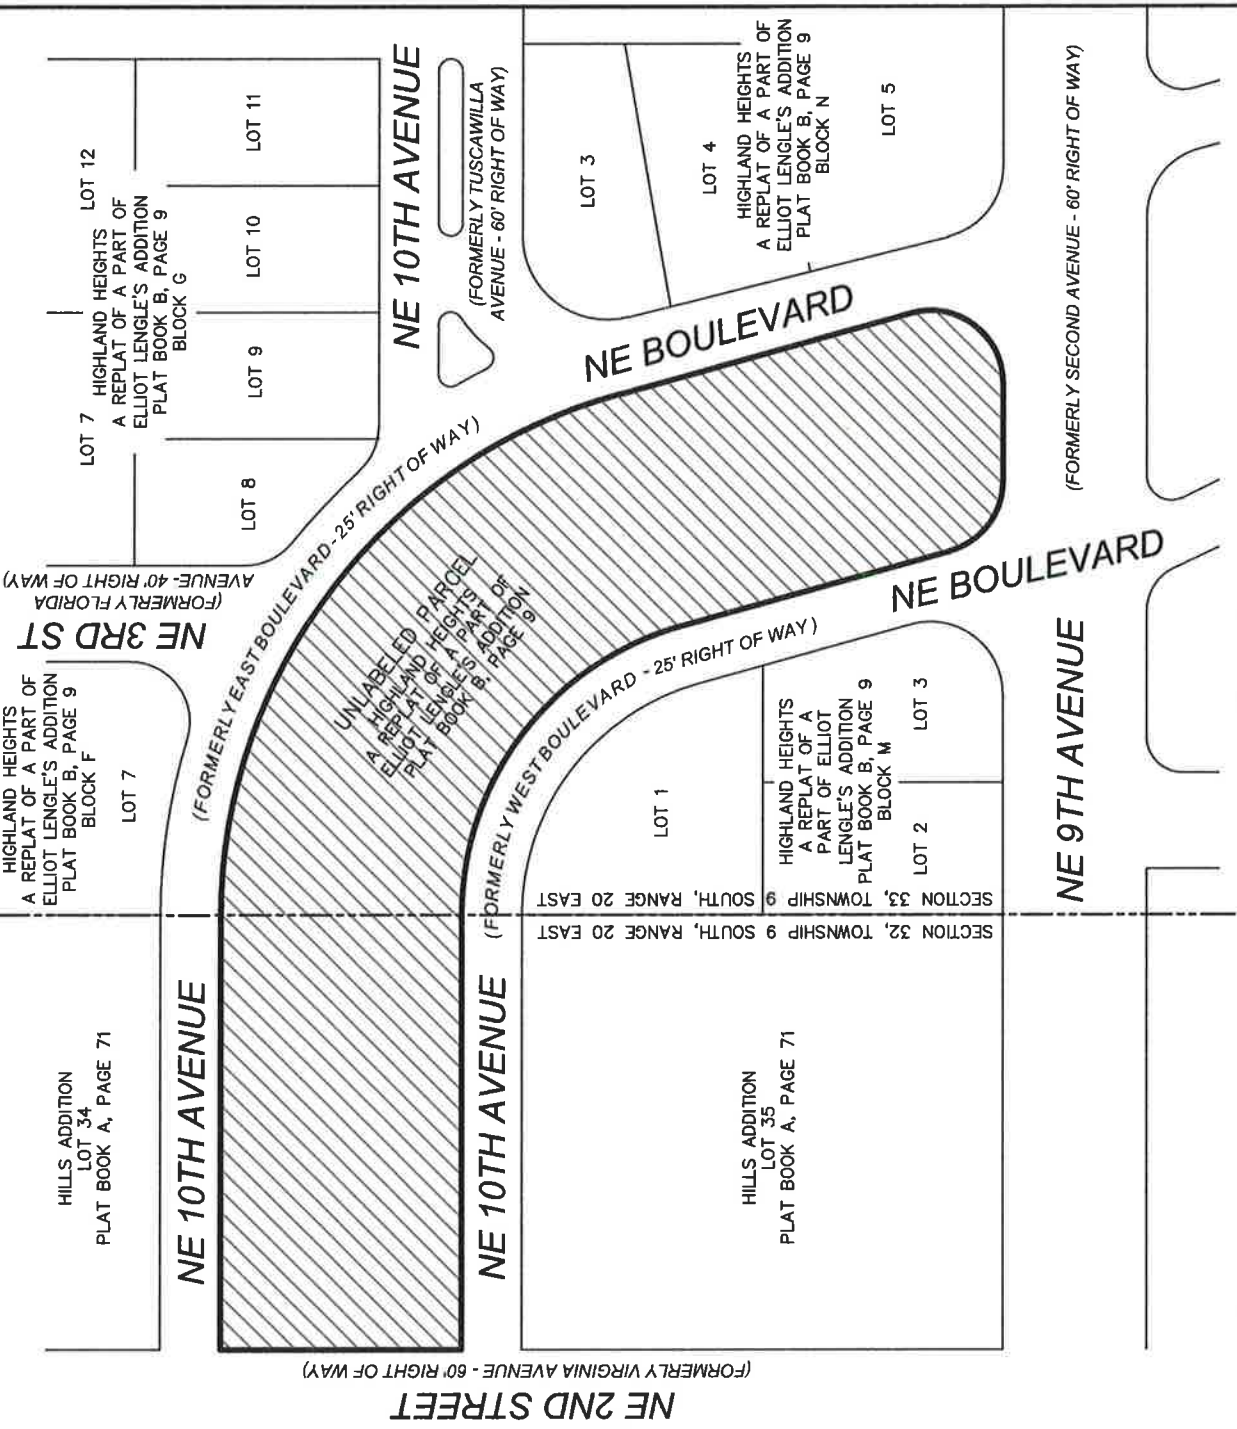 HIGHLAND HEIGHTS
A REPLAT OF A PART OF
ELLIOT LENGLE'S ADDITION
PLAT BOOK B, PAGE 9
BLOCK F
LOT 7
NE 3RD ST
(FORMERLY FLORIDA
AVENUE- 40' RIGHT OF WAY)
LOT 7
HIGHLAND HEIGHTS
A REPLAT OF A PART OF
ELLIOT LENGLE'S ADDITION
PLAT BOOK B, PAGE 9
BLOCK G
LOT 12
LOT 8
LOT 9
LOT 10
LOT 11
HILLS ADDITION
LOT 34
PLAT BOOK A, PAGE 71
NE 10TH AVENUE
(FORMERLY EAST BOULEVARD - 25' RIGHT OF WAY)
NE 10TH AVENUE
(FORMERLY TUSCAWILLA
AVENUE - 60' RIGHT OF WAY)
UNLABELED PARCEL
HIGHLAND HEIGHTS
A REPLAT OF A PART OF
ELLIOT LENGLE'S ADDITION
PLAT BOOK B, PAGE 9
NE BOULEVARD
LOT 3
LOT 4
HIGHLAND HEIGHTS
A REPLAT OF A PART OF
ELLIOT LENGLE'S ADDITION
PLAT BOOK B, PAGE 9
BLOCK N
LOT 5
NE 2ND STREET
(FORMERLY VIRGINIA AVENUE - 60' RIGHT OF WAY)
NE 10TH AVENUE
(FORMERLY WEST BOULEVARD - 25' RIGHT OF WAY)
HILLS ADDITION
LOT 35
PLAT BOOK A, PAGE 71
SECTION 32, TOWNSHIP 9 SOUTH, RANGE 20 EAST
SECTION 33, TOWNSHIP 9 SOUTH, RANGE 20 EAST
LOT 1
HIGHLAND HEIGHTS
A REPLAT OF A
PART OF ELLIOT
LENGLE'S ADDITION
PLAT BOOK B, PAGE 9
BLOCK M
LOT 2
LOT 3
NE BOULEVARD
NE 9TH AVENUE
(FORMERLY SECOND AVENUE - 60' RIGHT OF WAY)